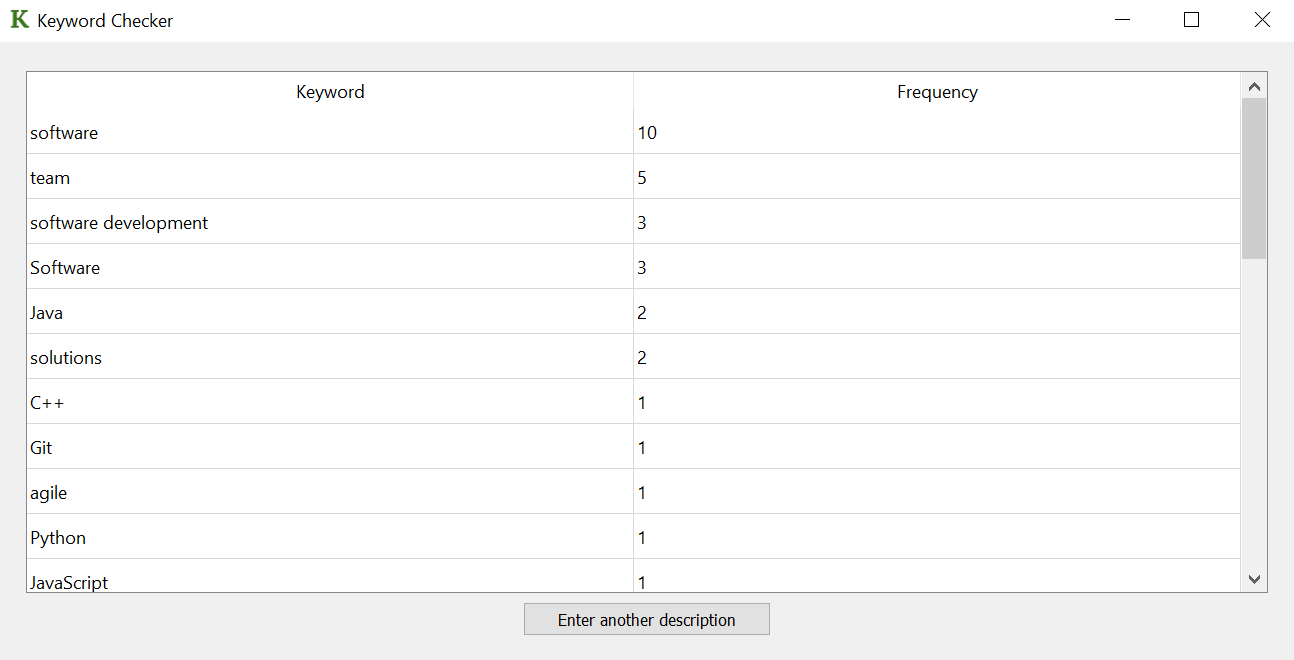 K Keyword Checker
Keyword Frequency
software 10
team 5
software development 3
Software 3
Java 2
solutions 2
C++ 1
Git 1
agile 1
Python 1
JavaScript 1
Enter another description